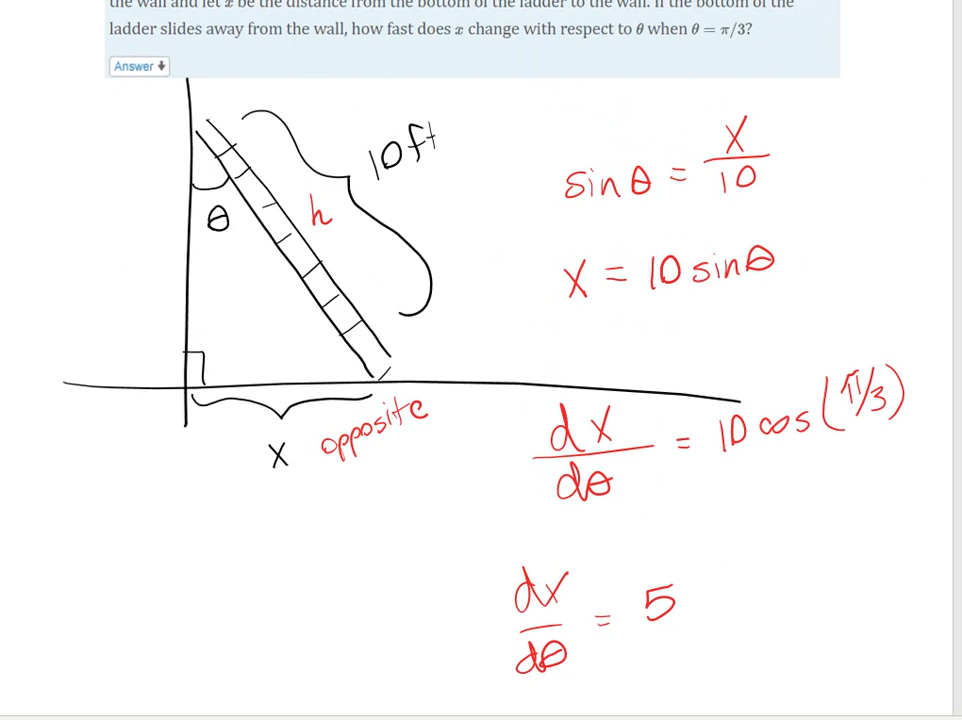 the wall and let x be the distance from the bottom of the ladder to the wall. If the bottom of the
ladder slides away from the wall, how fast does x change with respect to θ when θ = π/3?
Answer
10ft
θ
h
x opposite
sinθ = x/10
x = 10 sinθ
dx/dθ = 10 cos(π/3)
dx/dθ = 5